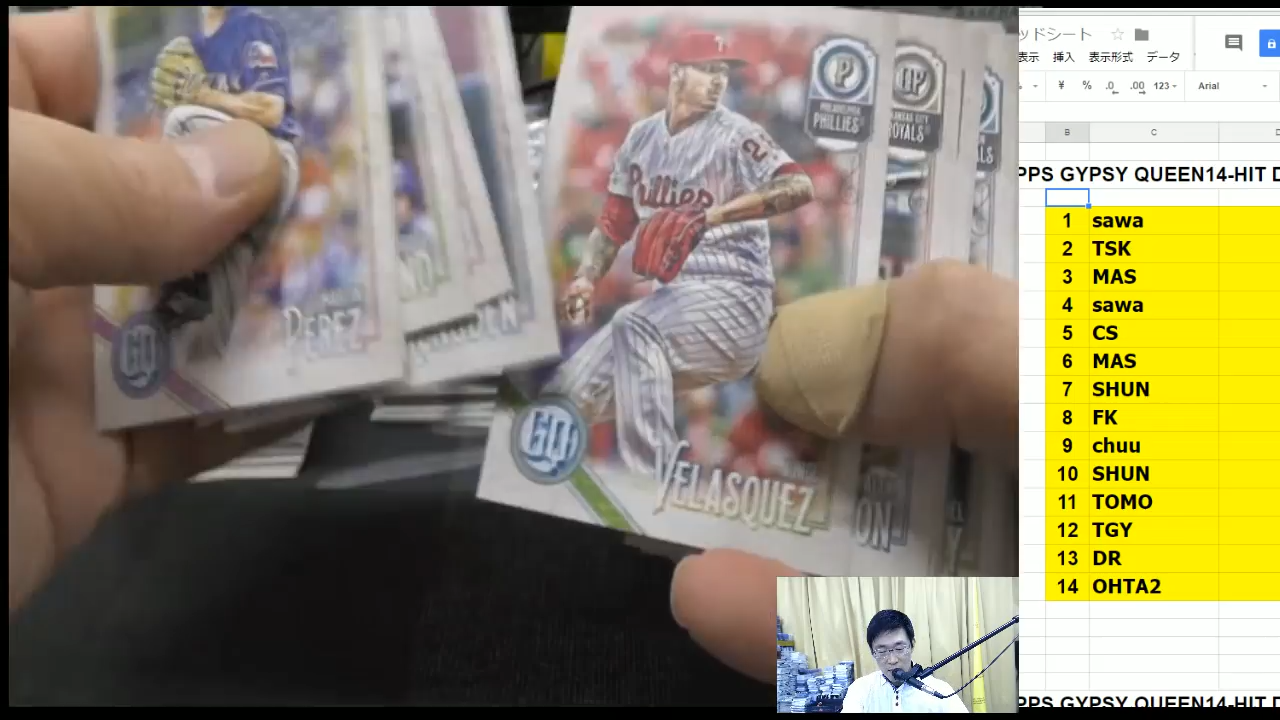 ッドシート
表示 挿入 表示形式 データ
¥ % .0 .00 123 Arial
B C D
PPS GYPSY QUEEN14-HIT D
1 sawa
2 TSK
3 MAS
4 sawa
5 CS
6 MAS
7 SHUN
8 FK
9 chuu
10 SHUN
11 TOMO
12 TGY
13 DR
14 OHTA2
PPS GYPSY QUEEN14-HIT D
P
PHILADELPHIA
PHILLIES
KANSAS CITY
ROYALS
ALS
Phillies
GQ
VELASQUEZ
ON
PEREZ
GQ